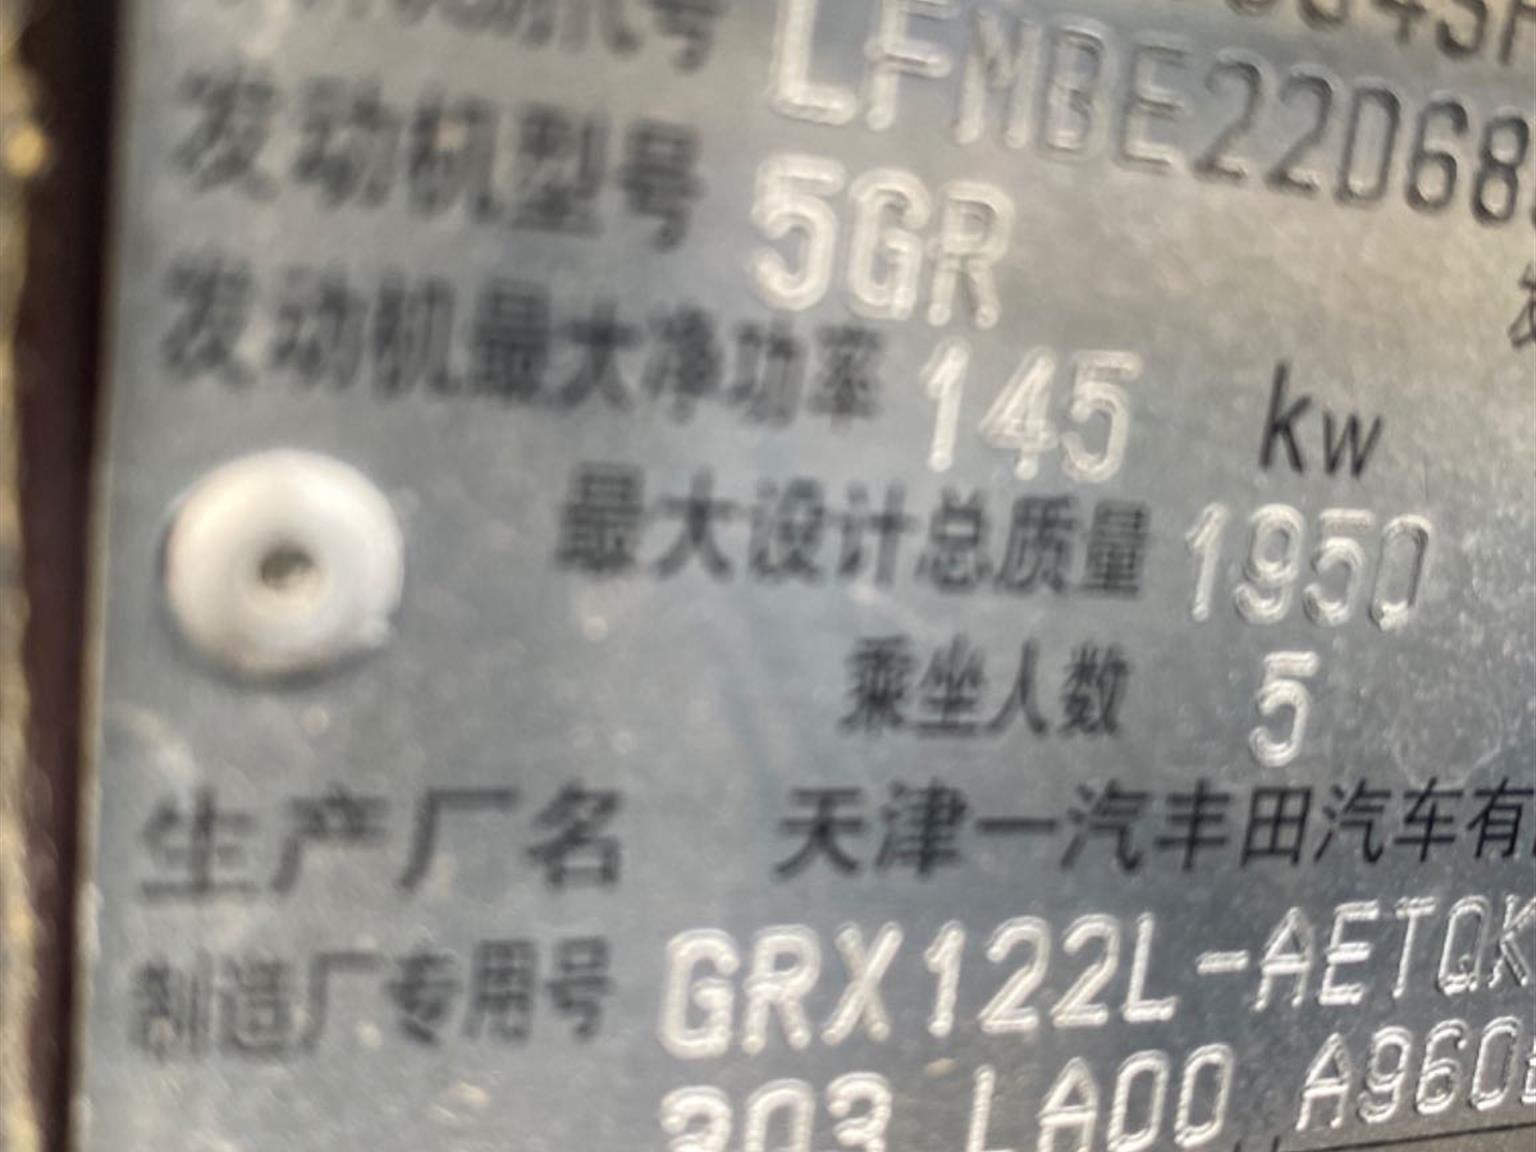 号 LFMBE22D68
发动机型号 5GR
发动机最大净功率 145 kw
最大设计总质量 1950
乘坐人数 5
生产厂名 天津一汽丰田汽车有
制造厂专用号 GRX122L-AETQK
LA00 A960